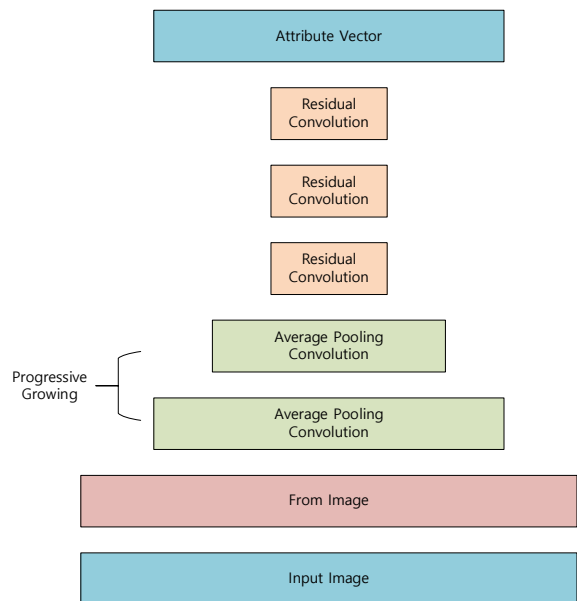 Attribute Vector
Residual
Convolution
Residual
Convolution
Residual
Convolution
Average Pooling
Convolution
Progressive
Growing
Average Pooling
Convolution
From Image
Input Image